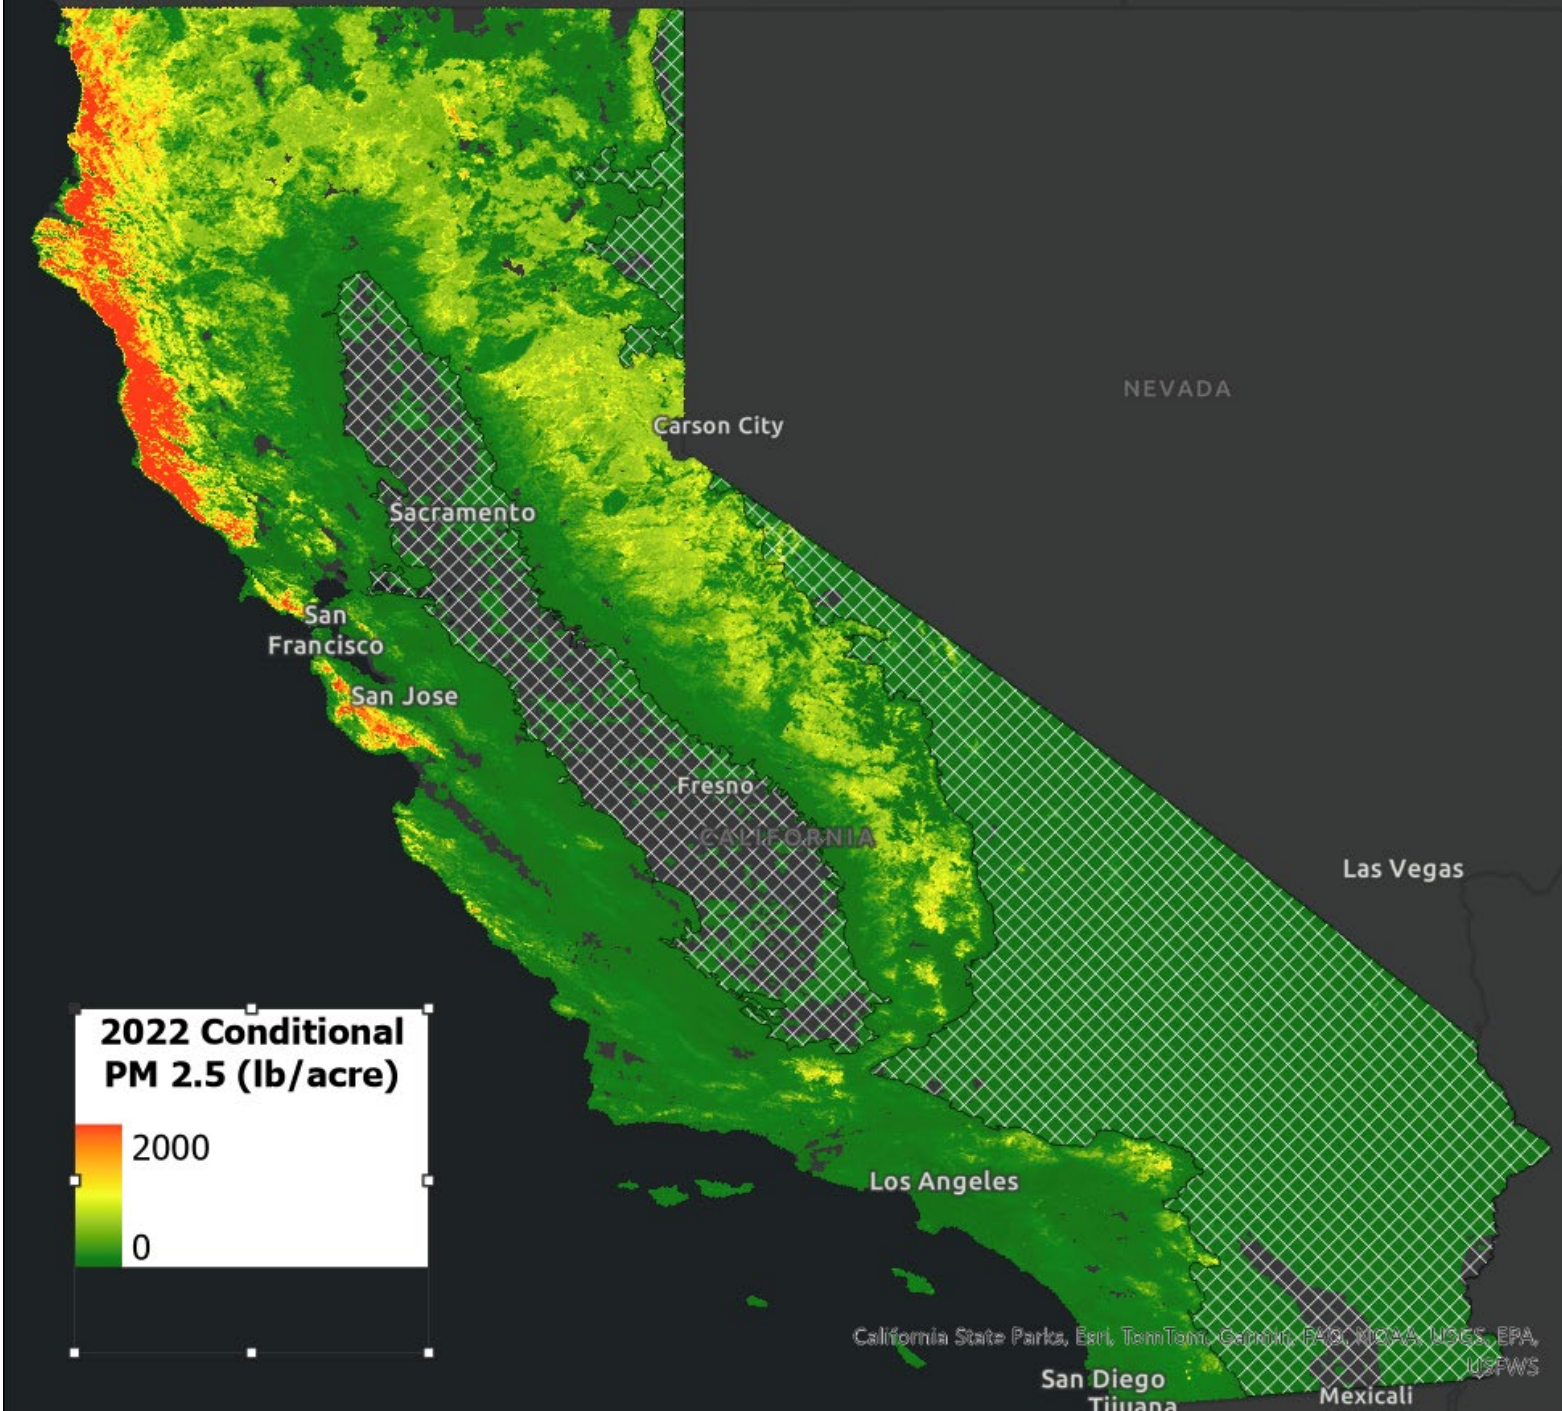 NEVADA
Carson City
Sacramento
San
Francisco
San Jose
Fresno
CALIFORNIA
Las Vegas
2022 Conditional
PM 2.5 (lb/acre)
2000
0
Los Angeles
California State Parks, Esri, TomTom, Garmin, FAO, NOAA, USGS, EPA,
USFWS
San Diego
Tijuana
Mexicali